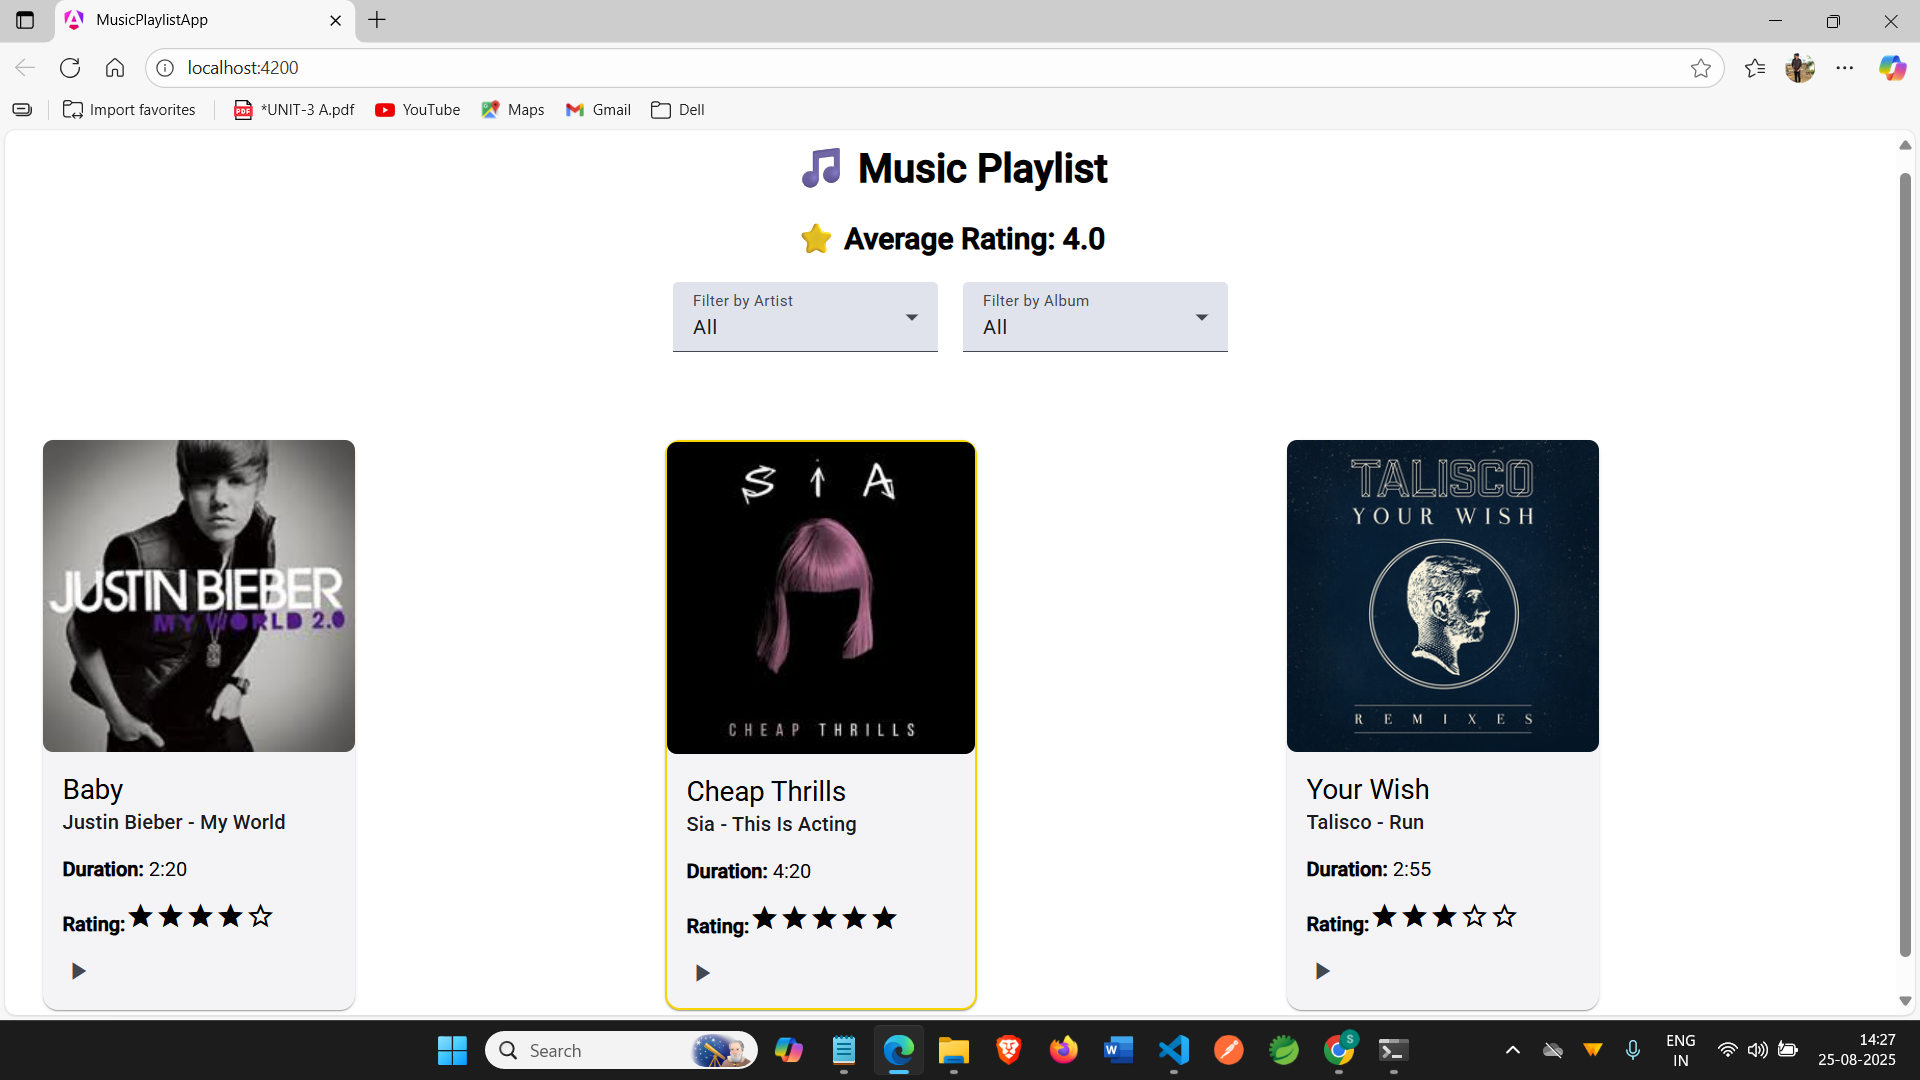 MusicPlaylistApp
localhost:4200
Import favorites
*UNIT-3 A.pdf
YouTube
Maps
Gmail
Dell
Music Playlist
Average Rating: 4.0
Filter by Artist
All
Filter by Album
All
JUSTIN BIEBER
MY WORLD 2.0
Baby
Justin Bieber - My World
Duration: 2:20
Rating:
SiA
CHEAP THRILLS
Cheap Thrills
Sia - This Is Acting
Duration: 4:20
Rating:
TALISCO
YOUR WISH
REMIXES
Your Wish
Talisco - Run
Duration: 2:55
Rating:
Search
S
ENG
IN
14:27
25-08-2025